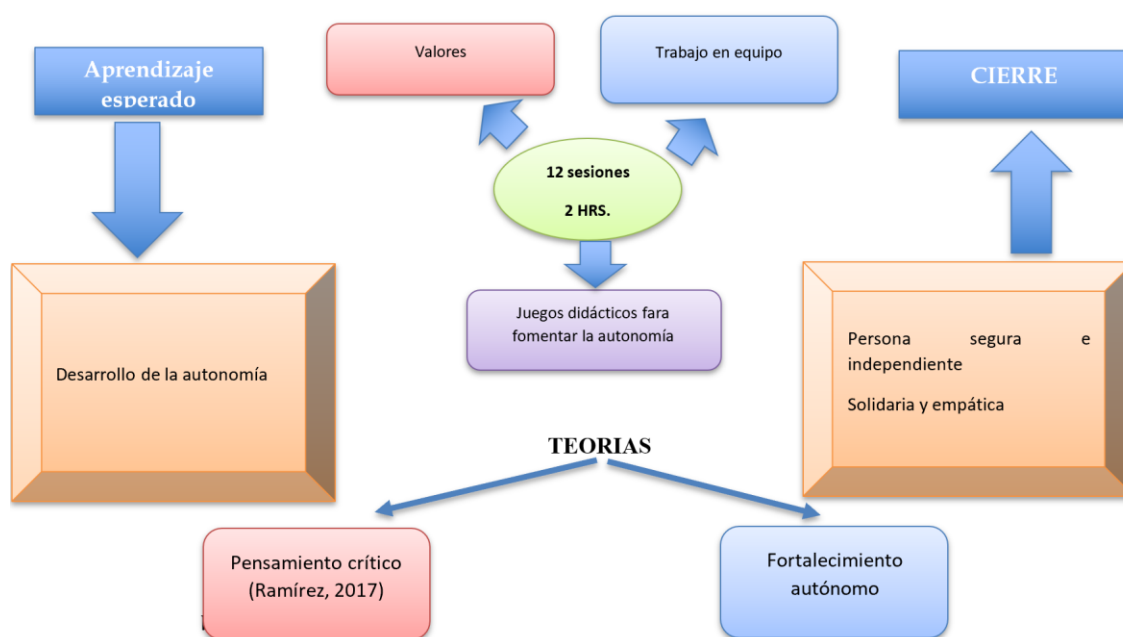 Aprendizaje
esperado
Valores
Trabajo en equipo
CIERRE
12 sesiones
2 HRS.
Juegos didácticos fara
fomentar la autonomía
Desarrollo de la autonomía
Persona segura e
independiente
Solidaria y empática
TEORIAS
Pensamiento crítico
(Ramírez, 2017)
Fortalecimiento
autónomo